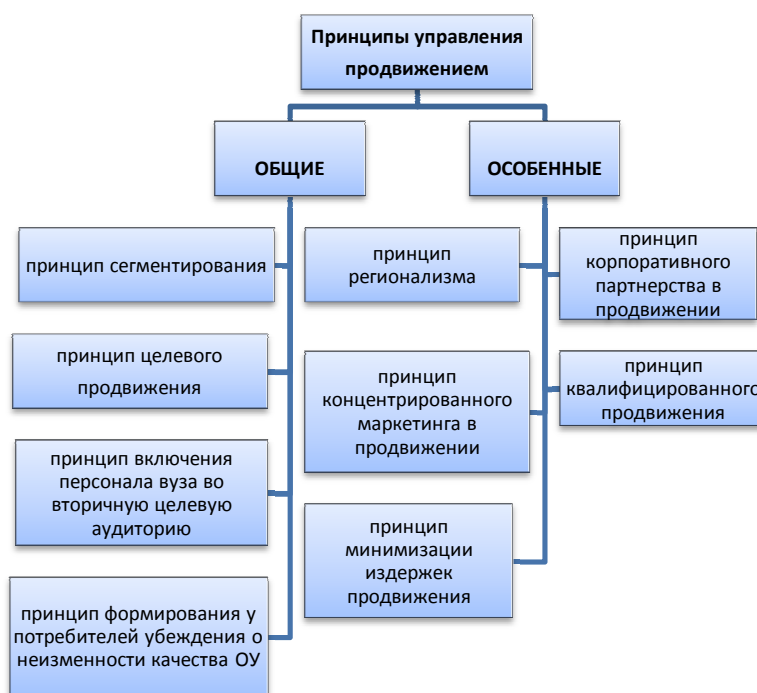 Принципы управления
продвижением
ОБЩИЕ
ОСОБЕННЫЕ
принцип сегментирования
принцип целевого
продвижения
принцип включения
персонала вуза во
вторичную целевую
аудиторию
принцип формирования у
потребителей убеждения о
неизменности качества ОУ
принцип
регионализма
принцип
концентрированного
маркетинга в
продвижении
принцип
минимизации
издержек
продвижения
принцип
корпоративного
партнерства в
продвижении
принцип
квалифицированного
продвижения